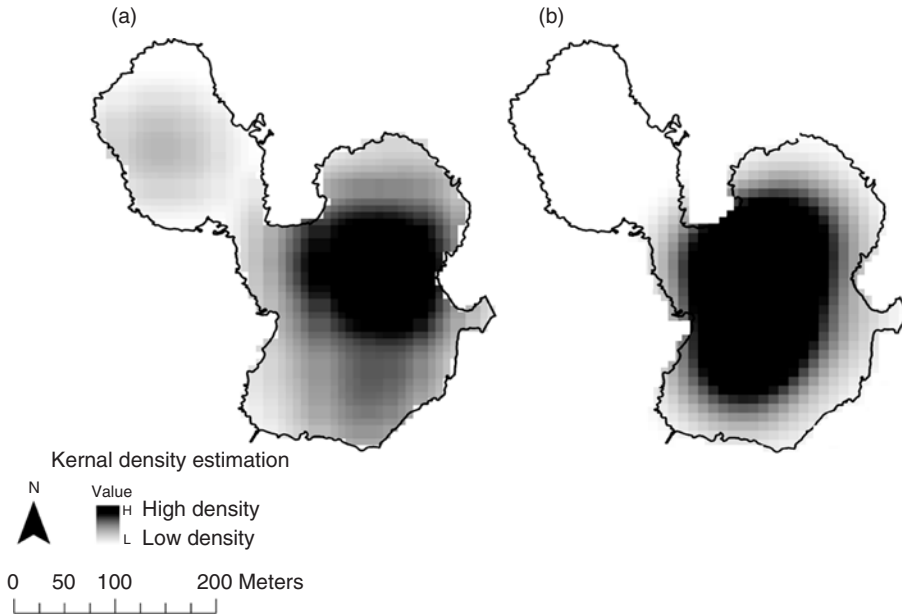 (a) (b)
Kernal density estimation
N
Value
H High density
L Low density
0 50 100 200 Meters